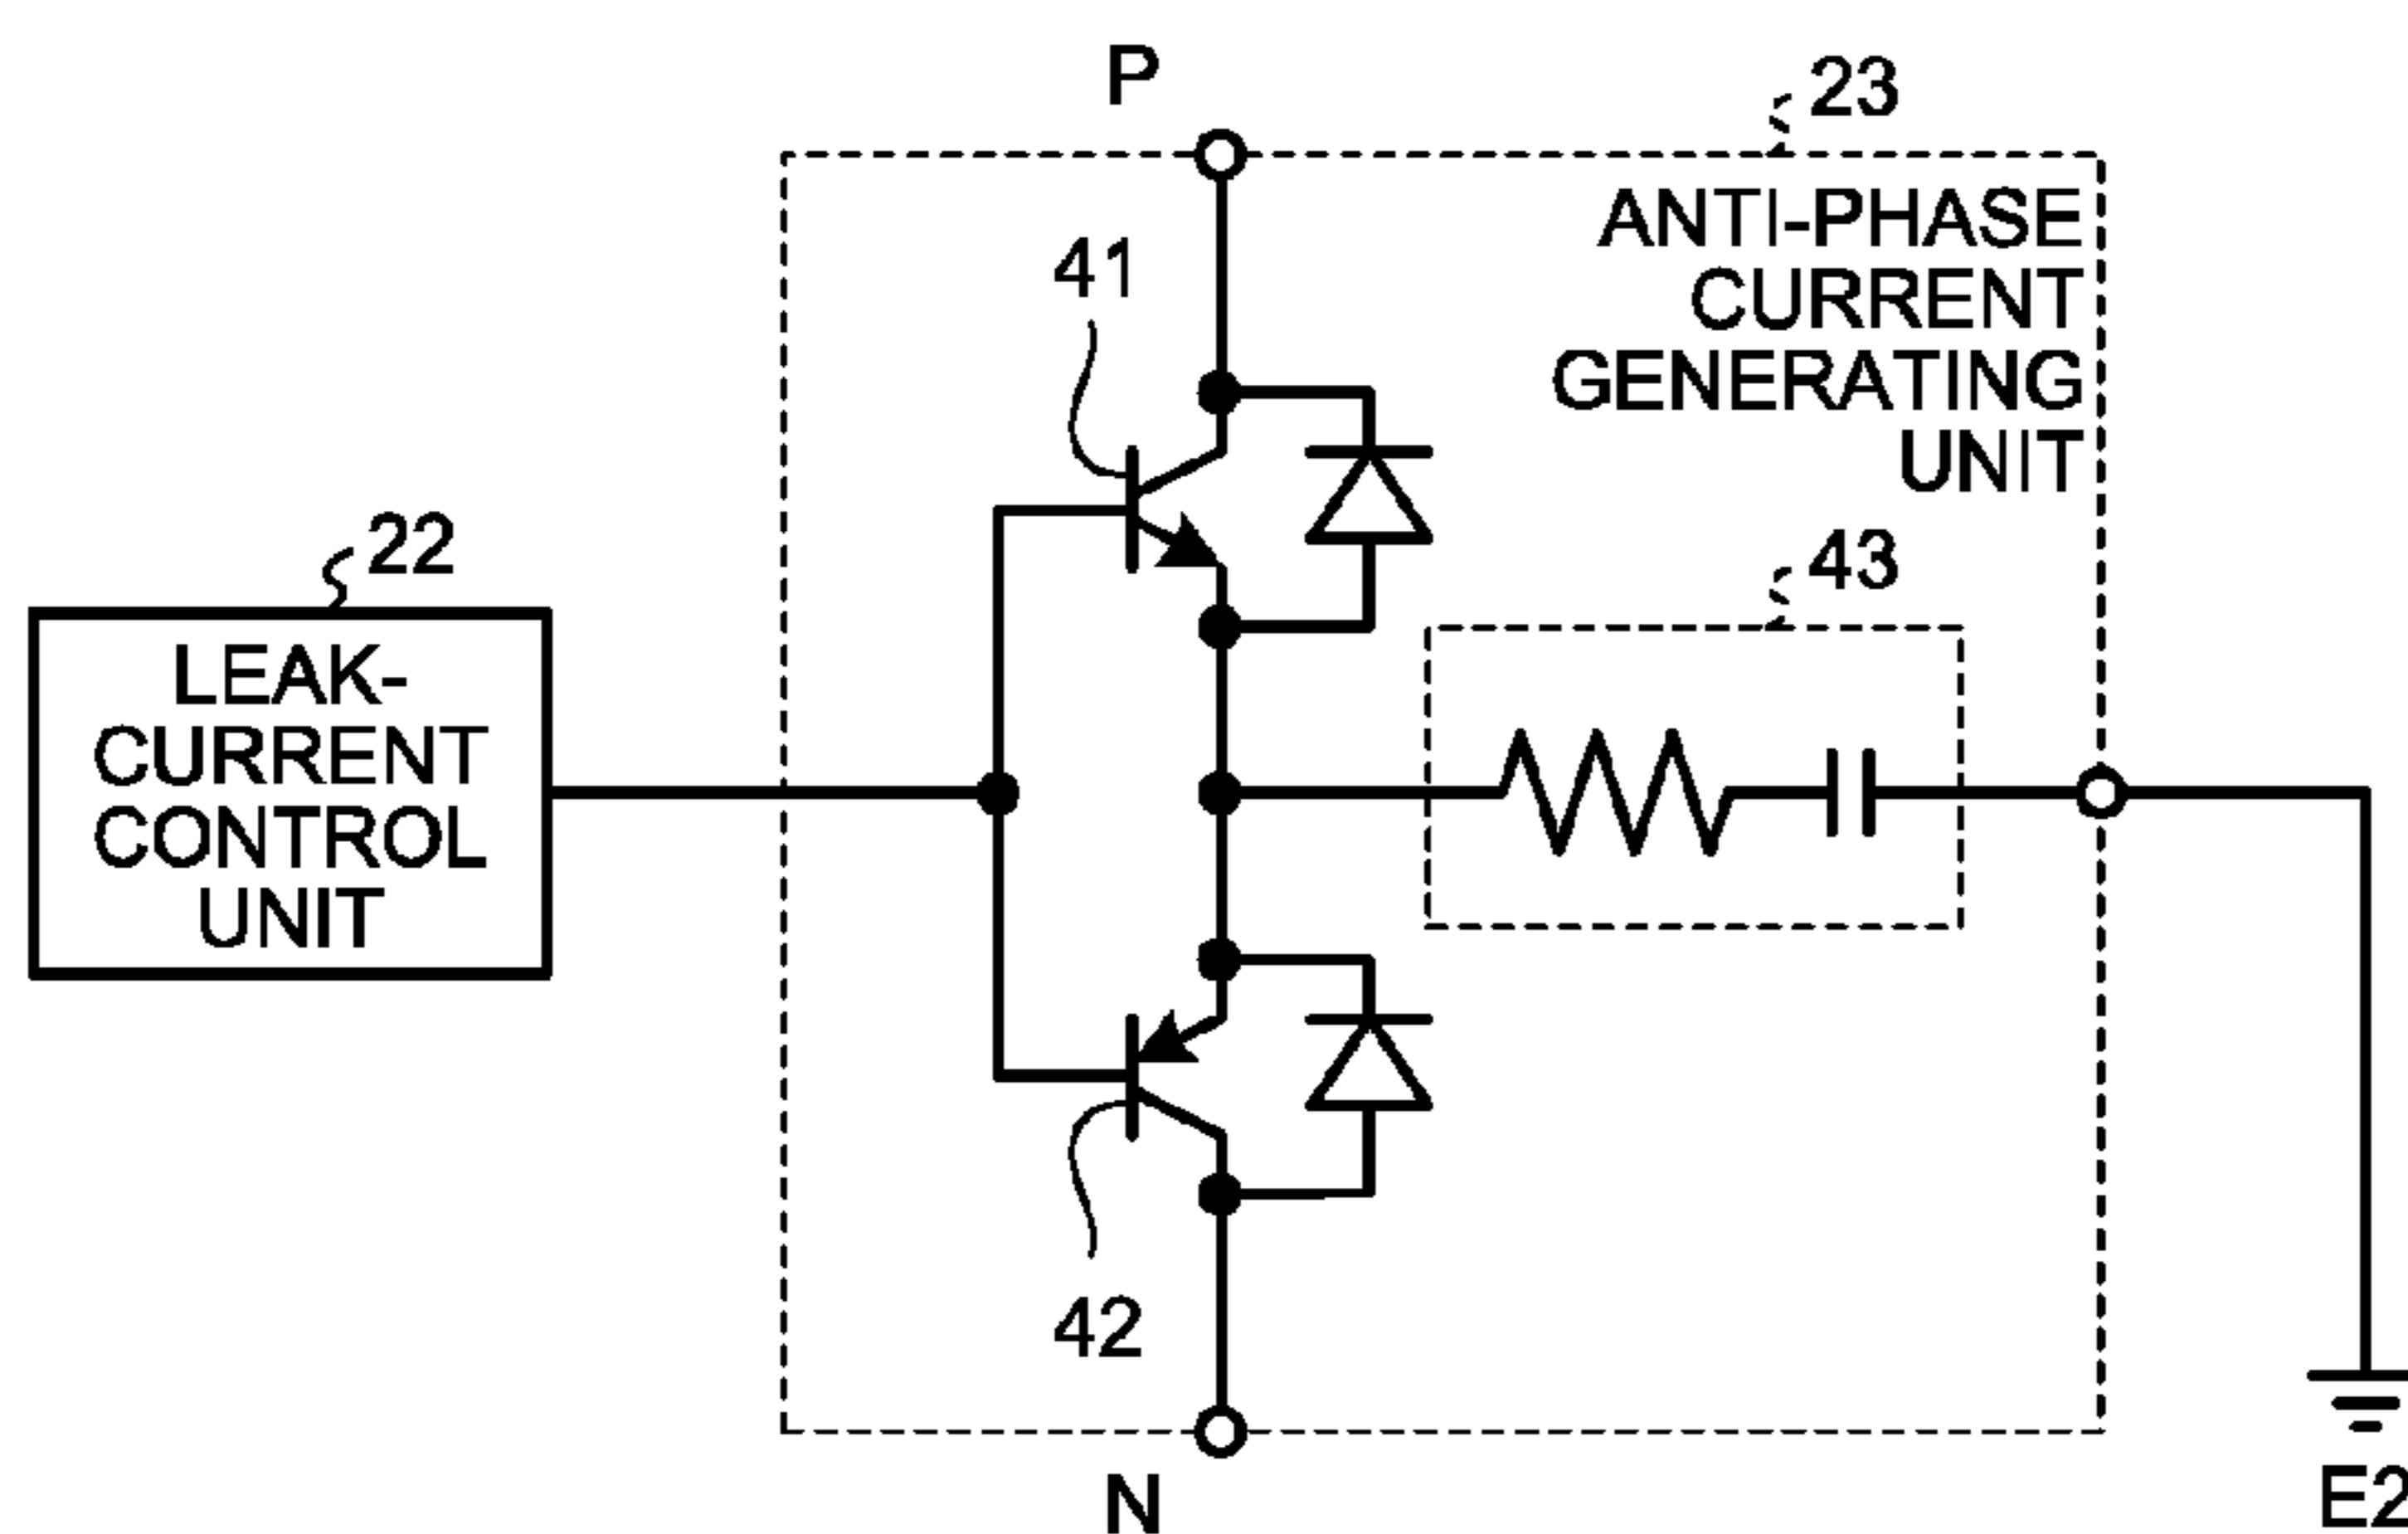 P
23
ANTI-PHASE
CURRENT
GENERATING
UNIT
41
22
43
LEAK-
CURRENT
CONTROL
UNIT
42
N
E2